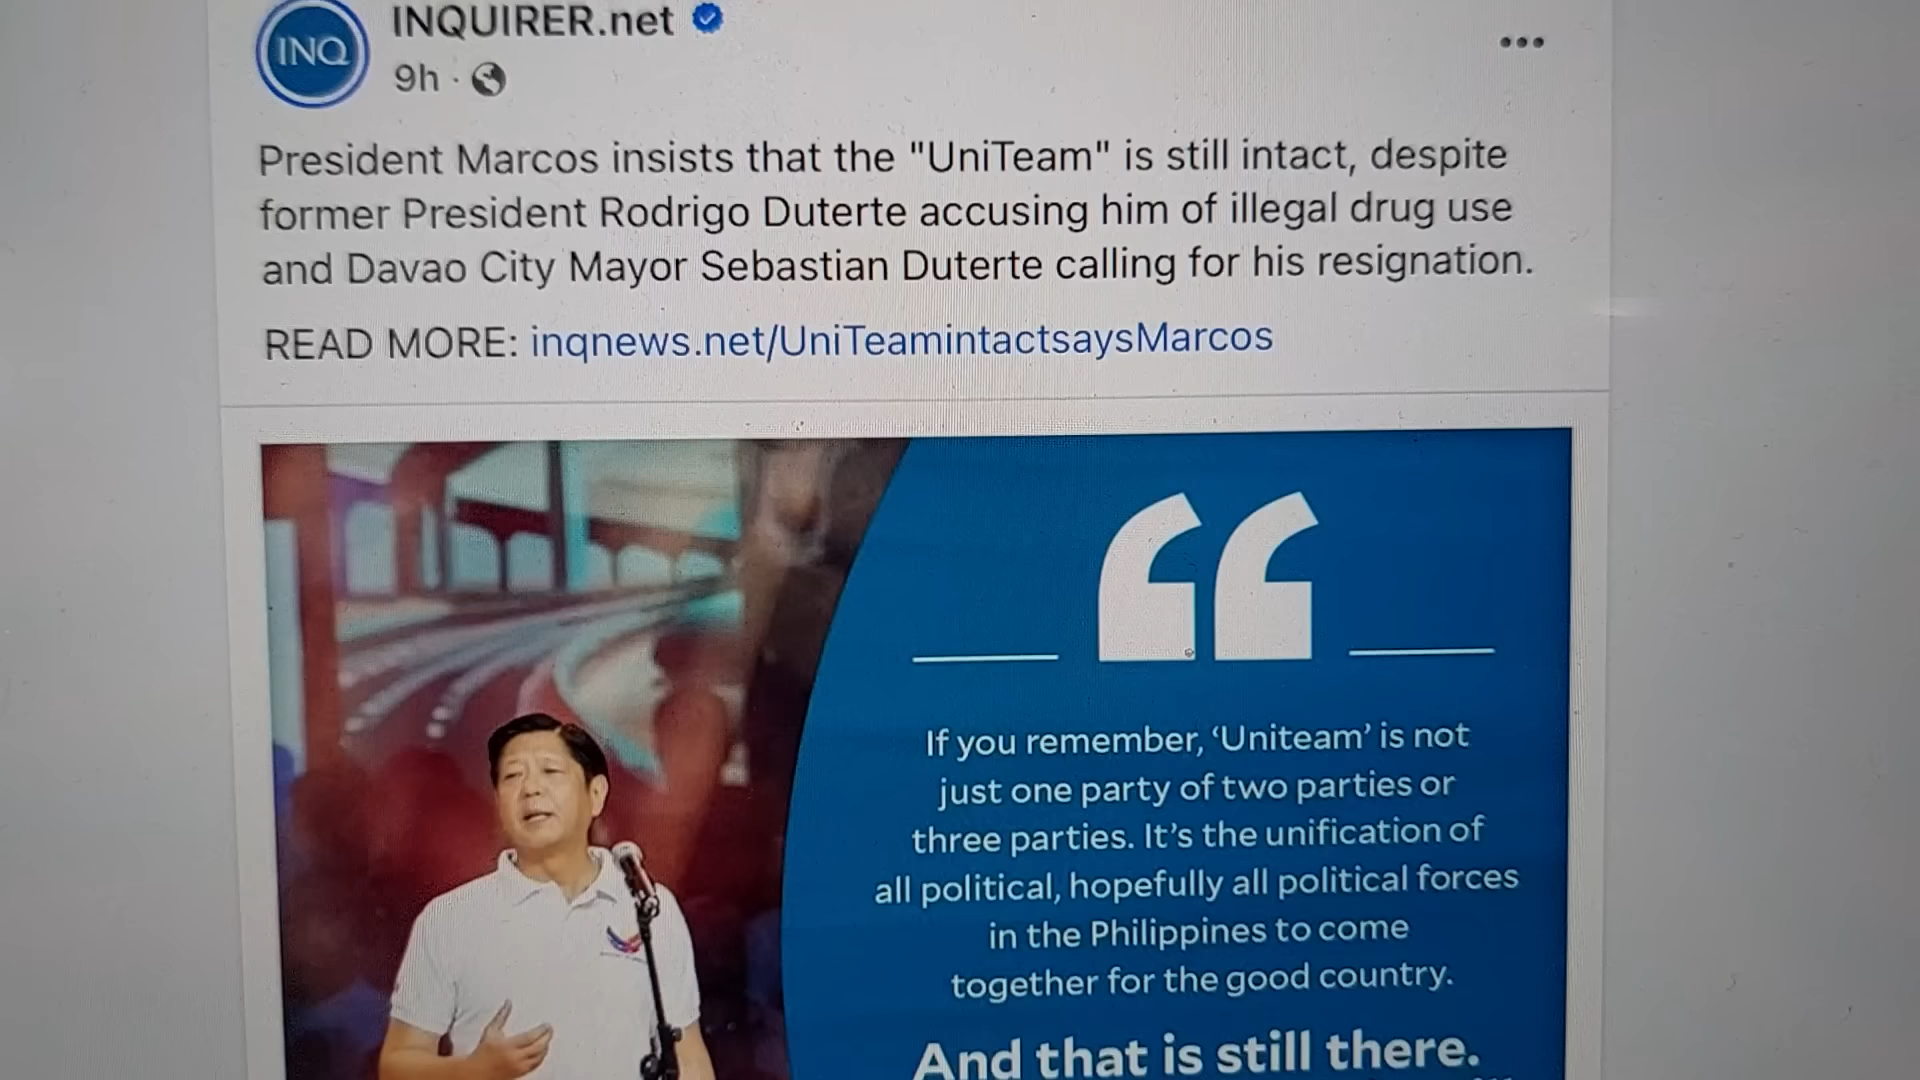 INQ
INQUIRER.net
9h ·
President Marcos insists that the "UniTeam" is still intact, despite
former President Rodrigo Duterte accusing him of illegal drug use
and Davao City Mayor Sebastian Duterte calling for his resignation.
READ MORE: inqnews.net/UniTeamintactsaysMarcos
If you remember, ‘Uniteam’ is not
just one party of two parties or
three parties. It’s the unification of
all political, hopefully all political forces
in the Philippines to come
together for the good country.
And that is still there.